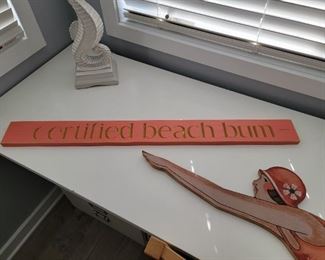 certified beach bum